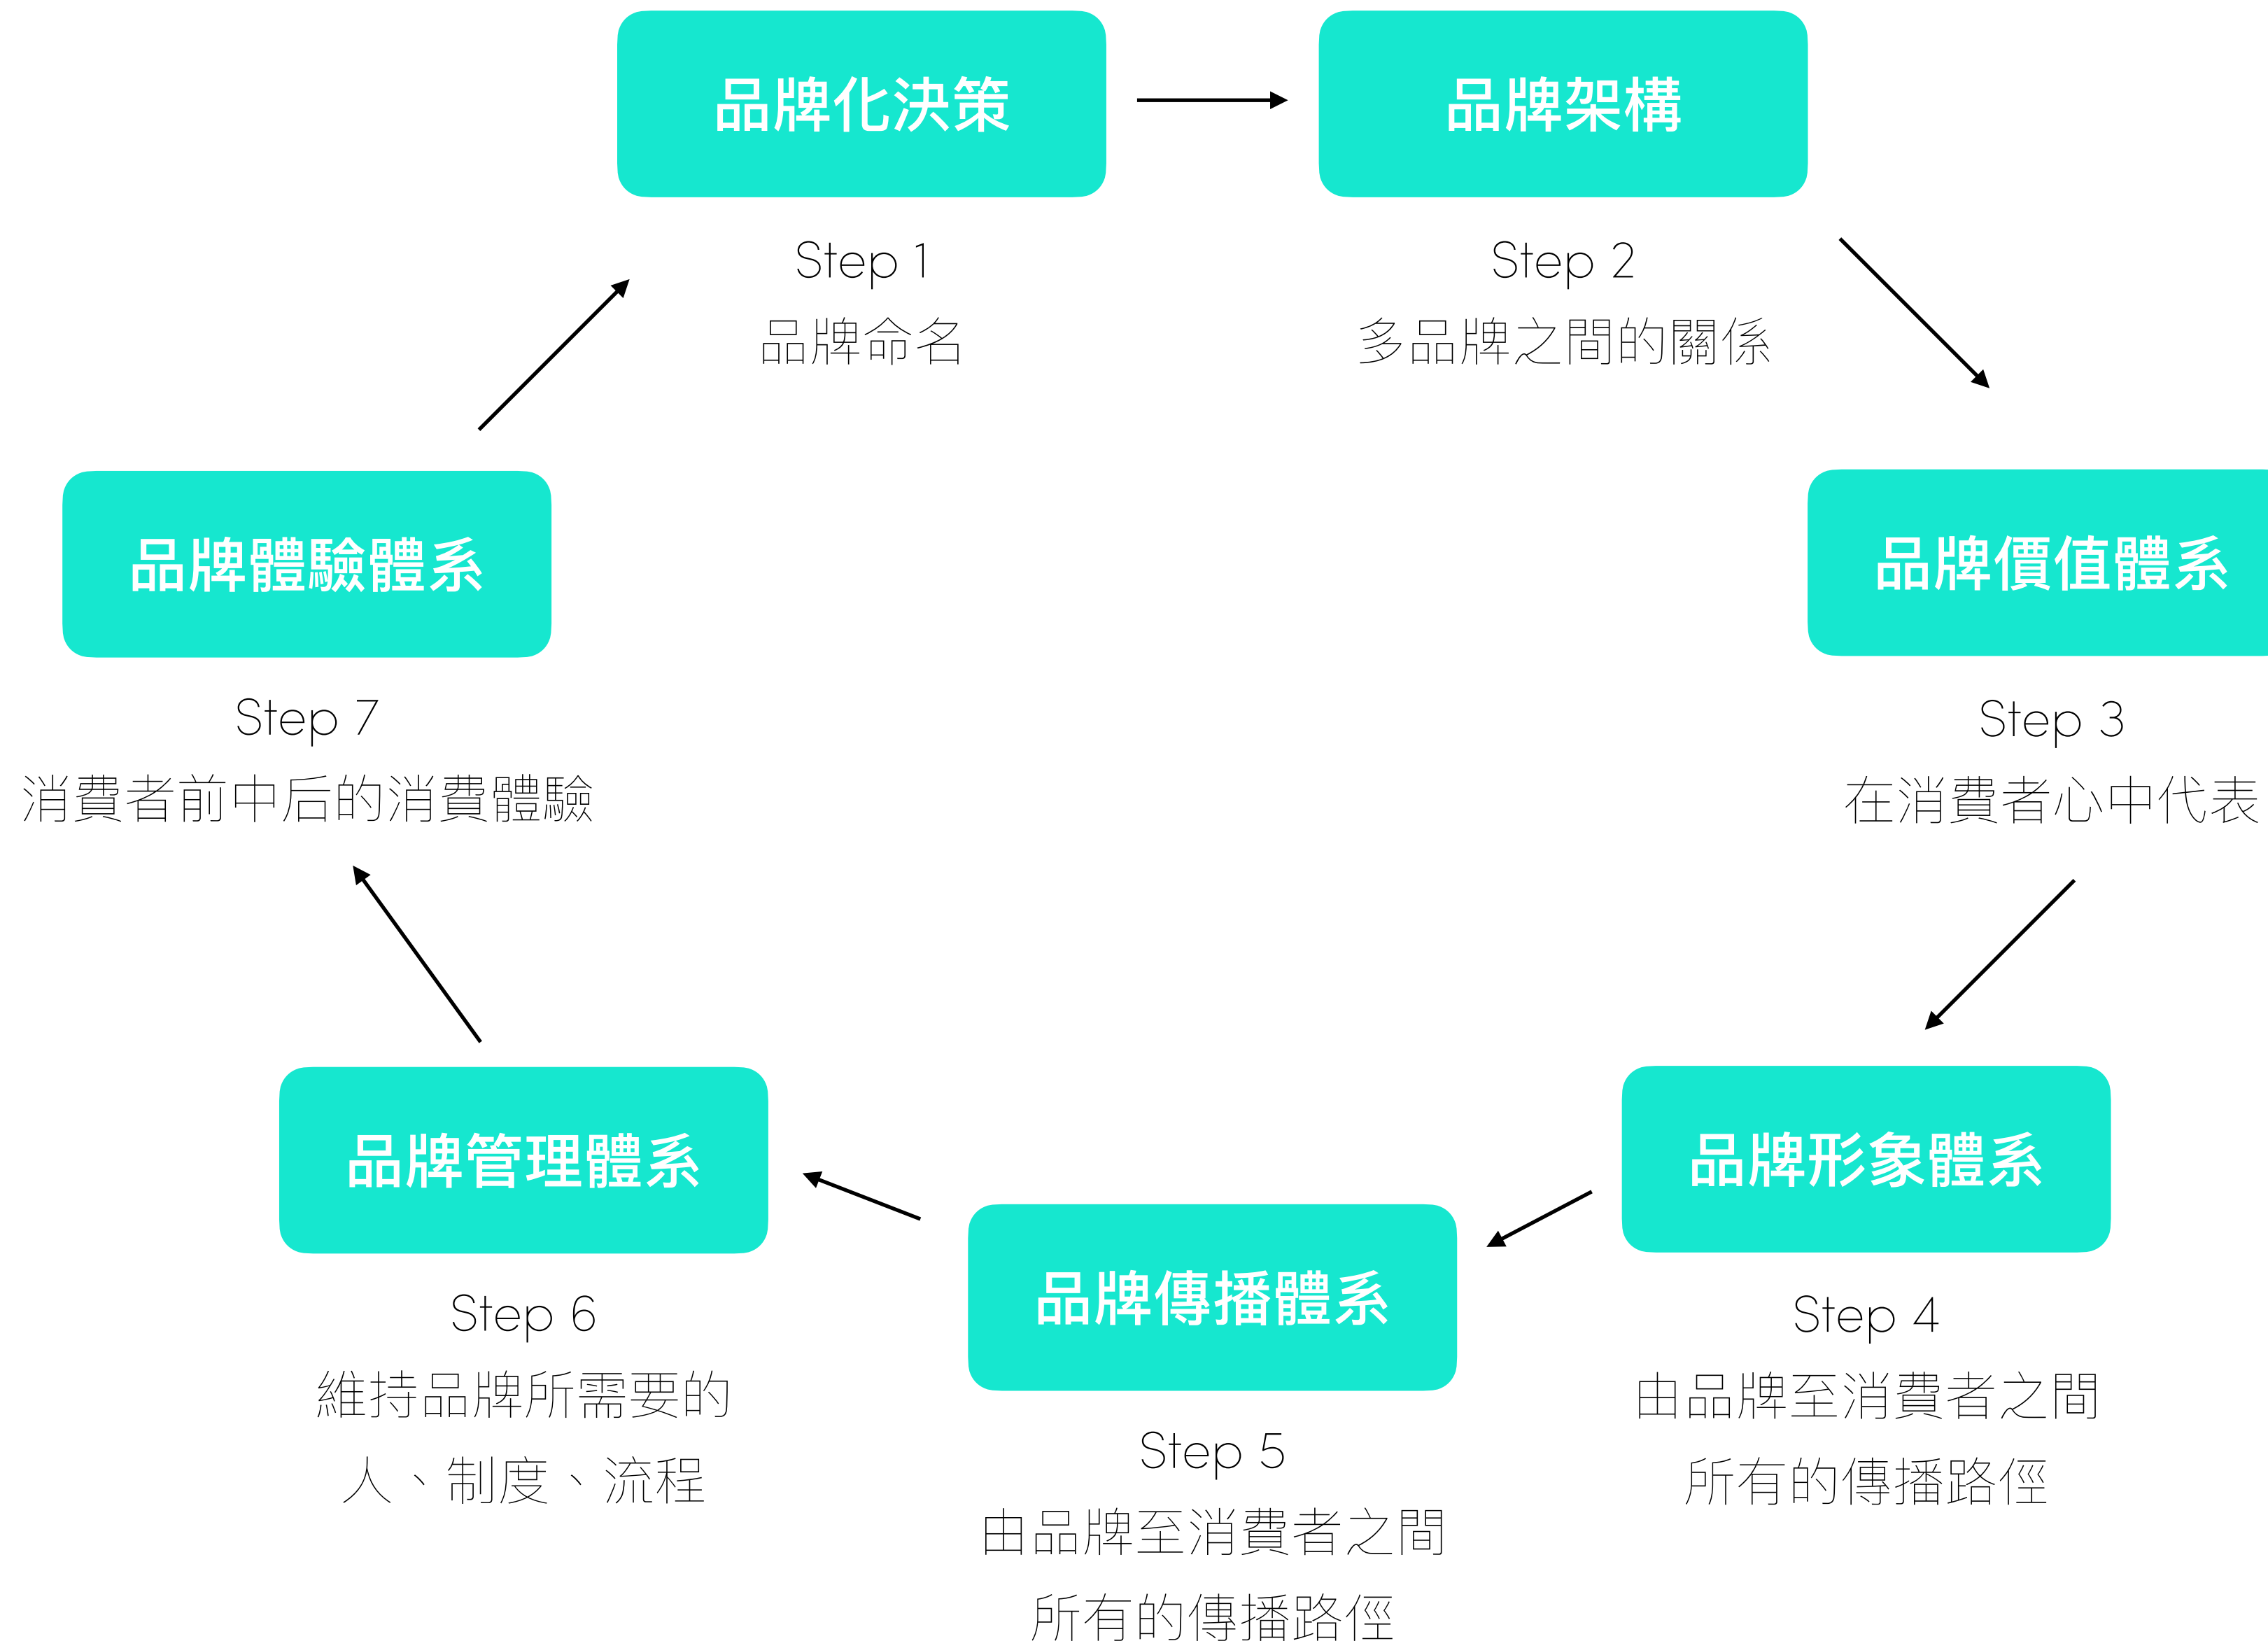 品牌化決策
Step 1
品牌命名
品牌架構
Step 2
多品牌之間的關係
品牌價值體系
Step 3
在消費者心中代表
品牌形象體系
Step 4
由品牌至消費者之間
所有的傳播路徑
品牌傳播體系
Step 5
由品牌至消費者之間
所有的傳播路徑
品牌管理體系
Step 6
維持品牌所需要的
人、制度、流程
品牌體驗體系
Step 7
消費者前中后的消費體驗